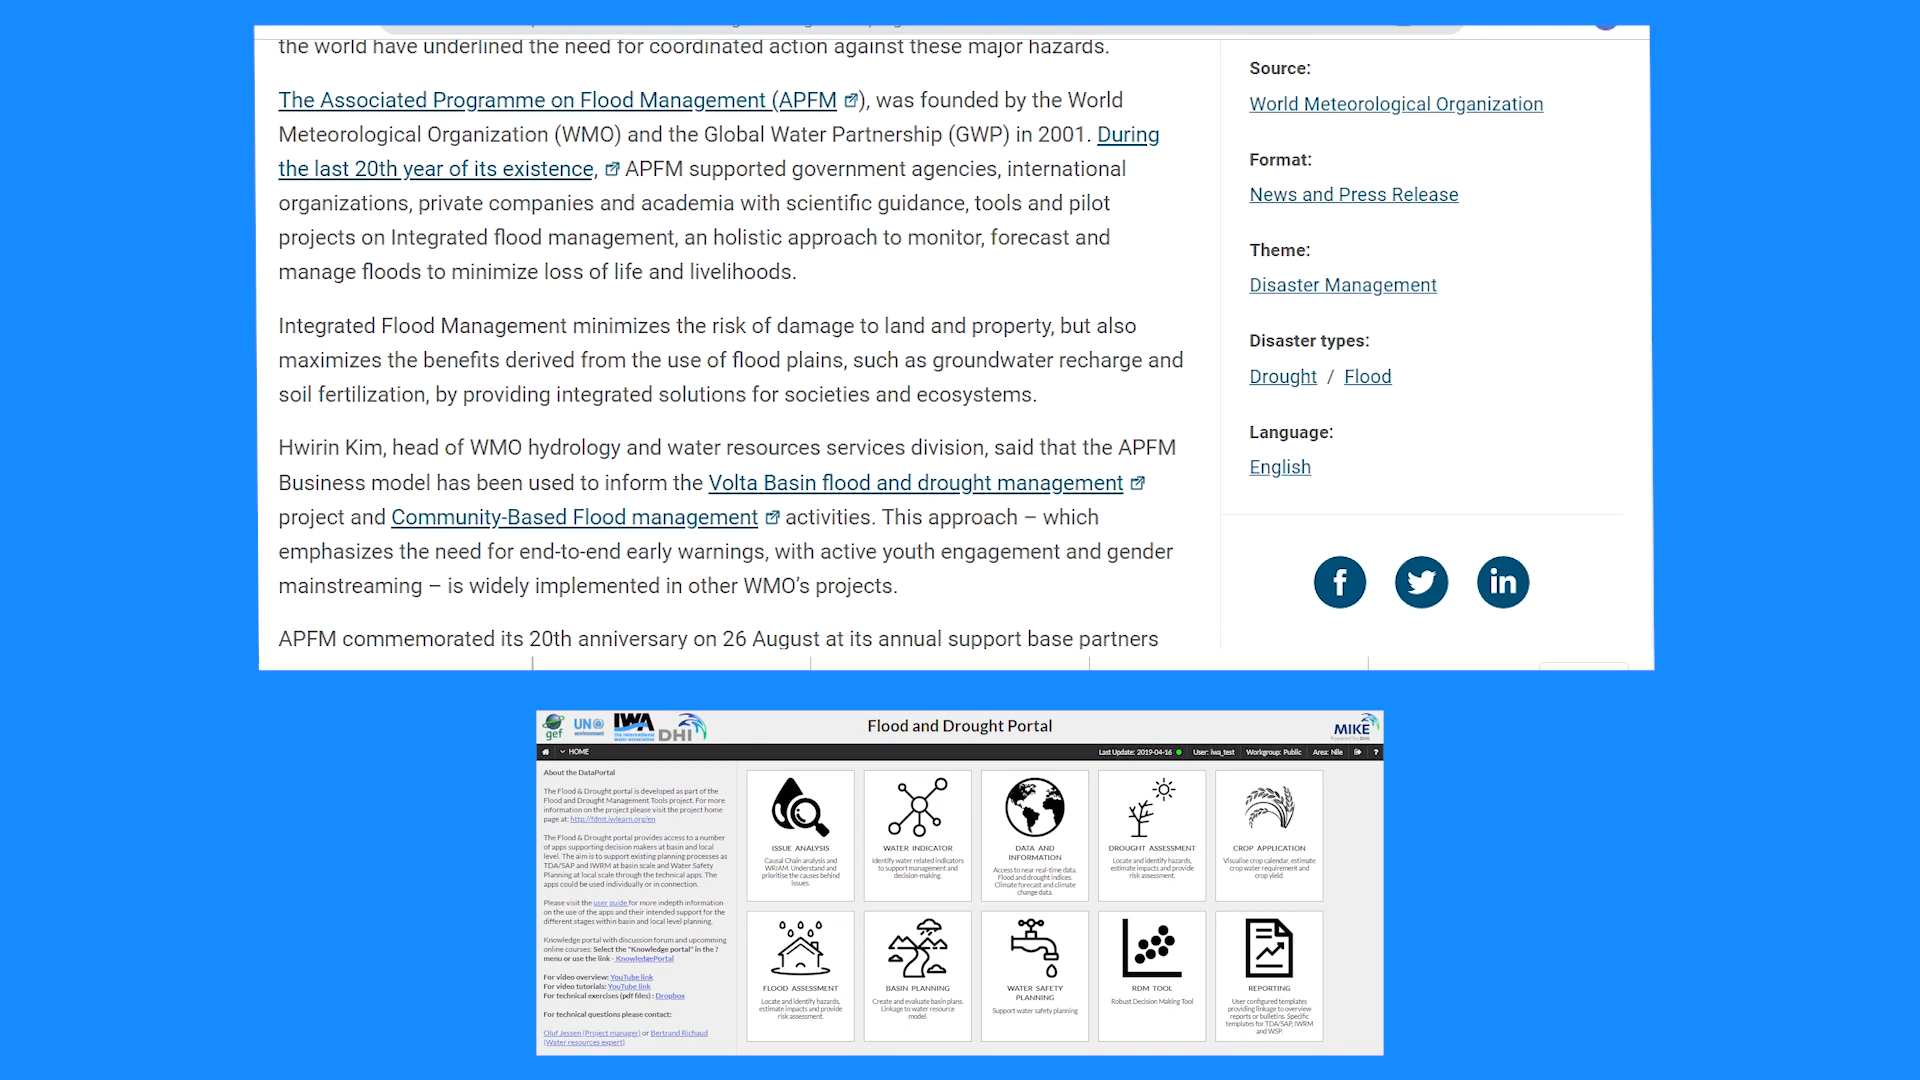 the world have underlined the need for coordinated action against these major hazards.
The Associated Programme on Flood Management (APFM ), was founded by the World
Meteorological Organization (WMO) and the Global Water Partnership (GWP) in 2001. During
the last 20th year of its existence, APFM supported government agencies, international
organizations, private companies and academia with scientific guidance, tools and pilot
projects on Integrated flood management, an holistic approach to monitor, forecast and
manage floods to minimize loss of life and livelihoods.
Integrated Flood Management minimizes the risk of damage to land and property, but also
maximizes the benefits derived from the use of flood plains, such as groundwater recharge and
soil fertilization, by providing integrated solutions for societies and ecosystems.
Hwirin Kim, head of WMO hydrology and water resources services division, said that the APFM
Business model has been used to inform the Volta Basin flood and drought management
project and Community-Based Flood management activities. This approach – which
emphasizes the need for end-to-end early warnings, with active youth engagement and gender
mainstreaming – is widely implemented in other WMO's projects.
APFM commemorated its 20th anniversary on 26 August at its annual support base partners
Source:
World Meteorological Organization
Format:
News and Press Release
Theme:
Disaster Management
Disaster types:
Drought / Flood
Language:
English
f
in
gef
UN
environment
IWA
the international
water association
DHI
Flood and Drought Portal
MIKE
Powered by DHI
HOME
Last Update: 2019-04-16
User: iwa_test
Workgroup: Public
Area: Nile
?
About the DataPortal
The Flood & Drought portal is developed as part of the
Flood and Drought Management Tools project. For more
information on the project please visit the project home
page at: http://fdmt.iwlearn.org/en
The Flood & Drought portal provides access to a number
of apps supporting decision makers at basin and local
level. The aim is to support existing planning processes as
TDA/SAP and IWRM at basin scale and Water Safety
Planning at local scale through the technical apps. The
apps could be used individually or in connection.
Please visit the user guide for more indepth information
on the use of the apps and their intended support for the
different stages within basin and local level planning.
Knowledge portal with discussion forum and upcomming
online courses: Select the "Knowledge portal" in the ?
menu or use the link - KnowledgePortal
For video overview: YouTube link
For video tutorials: YouTube link
For technical exercises (pdf files) : Dropbox
For technical questions please contact:
Oluf Jessen (Project manager) or Bertrand Richaud
(Water resources expert)
ISSUE ANALYSIS
Causal Chain analysis and
WRIAM. Understand and
prioritise the causes behind
issues.
WATER INDICATOR
Identify water related indicators
to support management and
decision-making.
DATA AND
INFORMATION
Access to near real-time data.
Flood and drought indices.
Climate forecast and climate
change data.
DROUGHT ASSESSMENT
Locate and identify hazards,
estimate impacts and provide
risk assessment.
CROP APPLICATION
Visualise crop calendar, estimate
crop water requirement and
crop yield.
FLOOD ASSESSMENT
Locate and identify hazards,
estimate impacts and provide
risk assessment.
BASIN PLANNING
Create and evaluate basin plans.
Linkage to water resource
model.
WATER SAFETY
PLANNING
Support water safety planning
RDM TOOL
Robust Decision Making Tool
REPORTING
User configured templates
providing linkage to overview
reports or bulletins. Specific
templates for TDA/SAP, IWRM
and WSP.